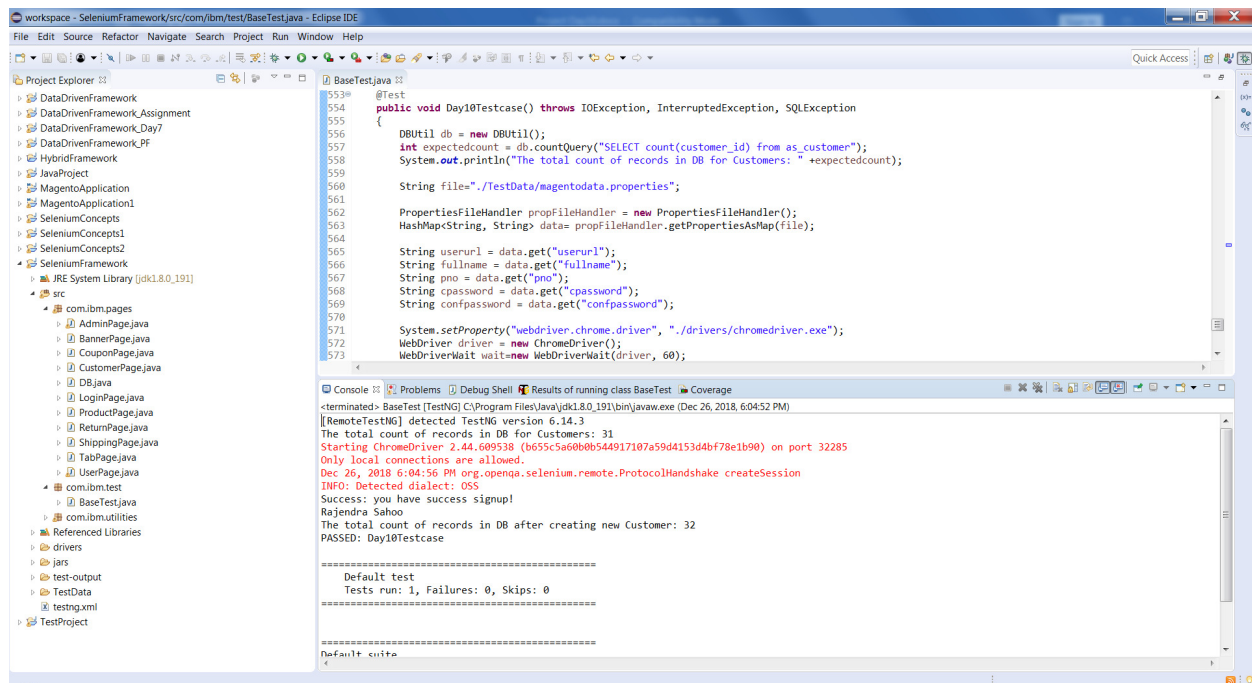 workspace - SeleniumFramework/src/com/ibm/test/BaseTest.java - Eclipse IDE
File Edit Source Refactor Navigate Search Project Run Window Help
Quick Access
Project Explorer
DataDrivenFramework
DataDrivenFramework_Assignment
DataDrivenFramework_Day7
DataDrivenFramework_PF
HybridFramework
JavaProject
MagentoApplication
MagentoApplication1
SeleniumConcepts
SeleniumConcepts1
SeleniumConcepts2
SeleniumFramework
JRE System Library [jdk1.8.0_191]
src
com.ibm.pages
AdminPage.java
BannerPage.java
CouponPage.java
CustomerPage.java
DB.java
LoginPage.java
ProductPage.java
ReturnPage.java
ShippingPage.java
TabPage.java
UserPage.java
com.ibm.test
BaseTest.java
com.ibm.utilities
Referenced Libraries
drivers
jars
test-output
TestData
testng.xml
TestProject
BaseTest.java
553 @Test
554 public void Day10Testcase() throws IOException, InterruptedException, SQLException
555 {
556 DBUtil db = new DBUtil();
557 int expectedcount = db.countQuery("SELECT count(customer_id) from as_customer");
558 System.out.println("The total count of records in DB for Customers: " +expectedcount);
559
560 String file="./TestData/magentodata.properties";
561
562 PropertiesFileHandler propFileHandler = new PropertiesFileHandler();
563 HashMap<String, String> data= propFileHandler.getPropertiesAsMap(file);
564
565 String userurl = data.get("userurl");
566 String fullname = data.get("fullname");
567 String pno = data.get("pno");
568 String cpassword = data.get("cpassword");
569 String confpassword = data.get("confpassword");
570
571 System.setProperty("webdriver.chrome.driver", "./drivers/chromedriver.exe");
572 WebDriver driver = new ChromeDriver();
573 WebDriverWait wait=new WebDriverWait(driver, 60);
Console Problems Debug Shell Results of running class BaseTest Coverage
<terminated> BaseTest [TestNG] C:\Program Files\Java\jdk1.8.0_191\bin\javaw.exe (Dec 26, 2018, 6:04:52 PM)
[RemoteTestNG] detected TestNG version 6.14.3
The total count of records in DB for Customers: 31
Starting ChromeDriver 2.44.609538 (b655c5a60b0b544917107a59d4153d4bf78e1b90) on port 32285
Only local connections are allowed.
Dec 26, 2018 6:04:56 PM org.openqa.selenium.remote.ProtocolHandshake createSession
INFO: Detected dialect: OSS
Success: you have success signup!
Rajendra Sahoo
The total count of records in DB after creating new Customer: 32
PASSED: Day10Testcase
===============================================
Default test
Tests run: 1, Failures: 0, Skips: 0
===============================================
===============================================
Default suite